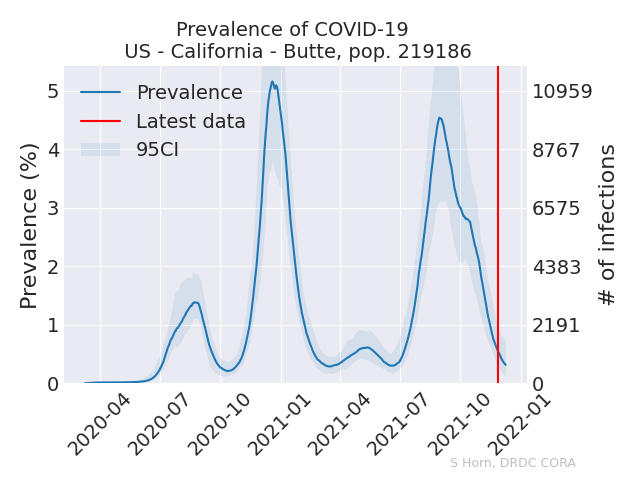 Prevalence of COVID-19
US - California - Butte, pop. 219186
Prevalence
Latest data
95CI
Prevalence (%)
5
4
3
2
1
0
10959
8767
6575
4383
2191
0
# of infections
2020-04
2020-07
2020-10
2021-01
2021-04
2021-07
2021-10
2022-01
S Horn, DRDC CORA